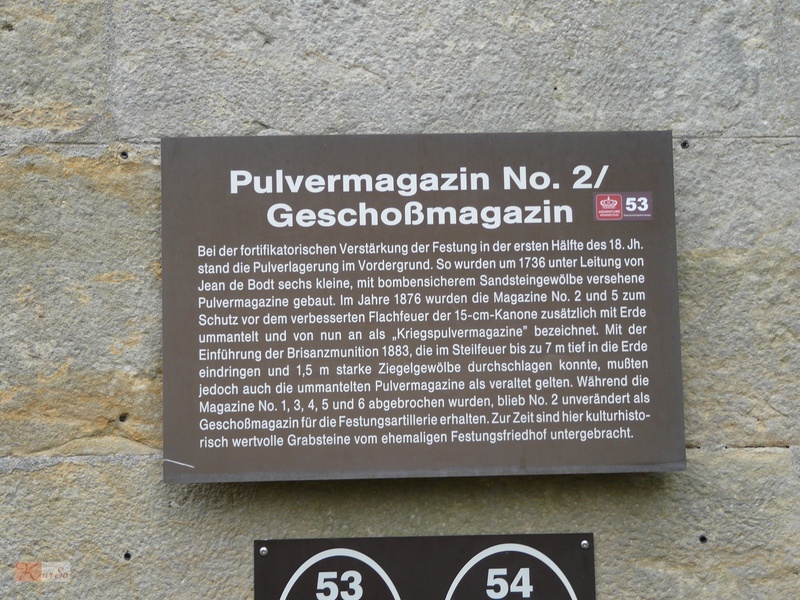 Pulvermagazin No. 2/
Geschoßmagazin
53
Bei der fortifikatorischen Verstärkung der Festung in der ersten Hälfte des 18. Jh.
stand die Pulverlagerung im Vordergrund. So wurden um 1736 unter Leitung von
Jean de Bodt sechs kleine, mit bombensicherem Sandsteingewölbe versehene
Pulvermagazine gebaut. Im Jahre 1876 wurden die Magazine No. 2 und 5 zum
Schutz vor dem verbesserten Flachfeuer der 15-cm-Kanone zusätzlich mit Erde
ummantelt und von nun an als „Kriegspulvermagazine" bezeichnet. Mit der
Einführung der Brisanzmunition 1883, die im Steilfeuer bis zu 7 m tief in die Erde
eindringen und 1,5 m starke Ziegelgewölbe durchschlagen konnte, mußten
jedoch auch die ummantelten Pulvermagazine als veraltet gelten. Während die
Magazine No. 1, 3, 4, 5 und 6 abgebrochen wurden, blieb No. 2 unverändert als
Geschoßmagazin für die Festungsartillerie erhalten. Zur Zeit sind hier kulturhisto-
risch wertvolle Grabsteine vom ehemaligen Festungsfriedhof untergebracht.
53 54